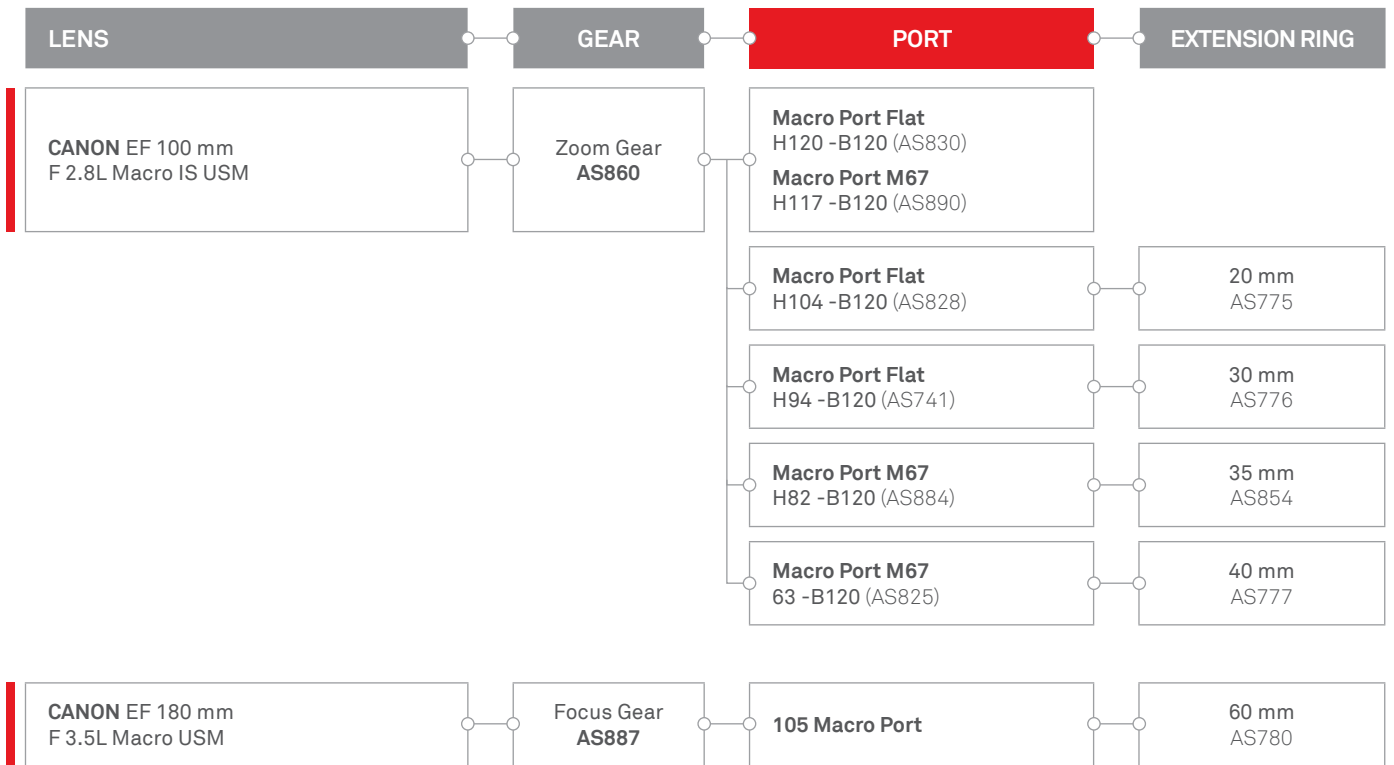 LENS
GEAR
PORT
EXTENSION RING
CANON EF 100 mm
F 2.8L Macro IS USM
Zoom Gear
AS860
Macro Port Flat
H120 -B120 (AS830)
Macro Port M67
H117 -B120 (AS890)
Macro Port Flat
H104 -B120 (AS828)
20 mm
AS775
Macro Port Flat
H94 -B120 (AS741)
30 mm
AS776
Macro Port M67
H82 -B120 (AS884)
35 mm
AS854
Macro Port M67
63 -B120 (AS825)
40 mm
AS777
CANON EF 180 mm
F 3.5L Macro USM
Focus Gear
AS887
105 Macro Port
60 mm
AS780